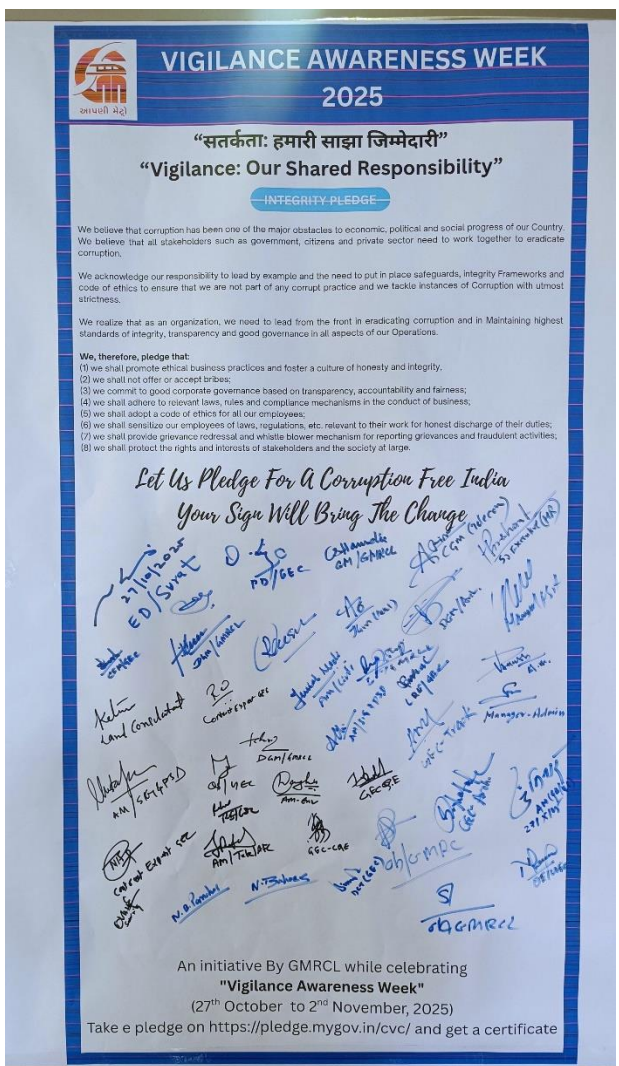 આપણી મેટ્રો
VIGILANCE AWARENESS WEEK
2025
“सतर्कता: हमारी साझा जिम्मेदारी”
“Vigilance: Our Shared Responsibility”
INTEGRITY PLEDGE
We believe that corruption has been one of the major obstacles to economic, political and social progress of our Country.
We believe that all stakeholders such as government, citizens and private sector need to work together to eradicate
corruption.
We acknowledge our responsibility to lead by example and the need to put in place safeguards, integrity Frameworks and
code of ethics to ensure that we are not part of any corrupt practice and we tackle instances of Corruption with utmost
strictness.
We realize that as an organization, we need to lead from the front in eradicating corruption and in Maintaining highest
standards of integrity, transparency and good governance in all aspects of our Operations.
We, therefore, pledge that:
(1) we shall promote ethical business practices and foster a culture of honesty and integrity,
(2) we shall not offer or accept bribes;
(3) we commit to good corporate governance based on transparency, accountability and fairness;
(4) we shall adhere to relevant laws, rules and compliance mechanisms in the conduct of business;
(5) we shall adopt a code of ethics for all our employees;
(6) we shall sensitize our employees of laws, regulations, etc. relevant to their work for honest discharge of their duties;
(7) we shall provide grievance redressal and whistle blower mechanism for reporting grievances and fraudulent activities;
(8) we shall protect the rights and interests of stakeholders and the society at large.
Let Us Pledge For A Corruption Free India
Your Sign Will Bring The Change
27/10/2025
ED/Surat
PD/GEC
GM/GMRCL
DGM/GMRCL
Ketan
Land Consultant
Manager-Admin
DGM/GMRCL
GEC-Track
N.B. Panchal
An initiative By GMRCL while celebrating
"Vigilance Awareness Week"
(27th October to 2nd November, 2025)
Take e pledge on https://pledge.mygov.in/cvc/ and get a certificate